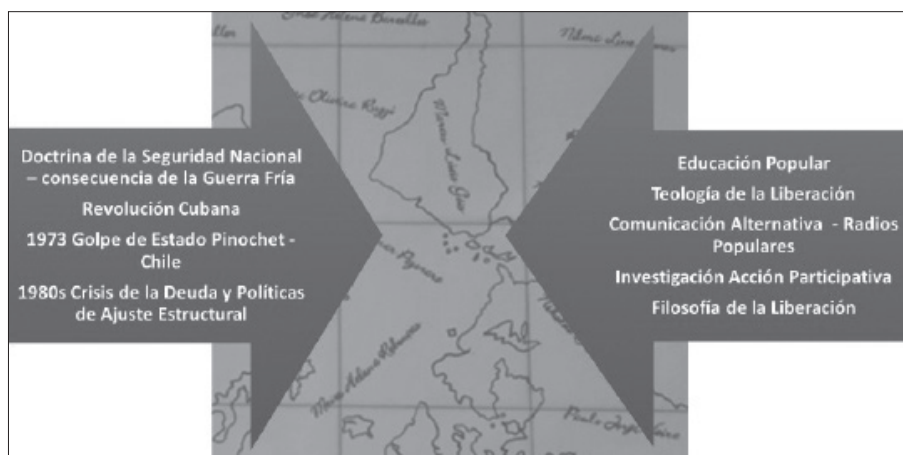 Doctrina de la Seguridad Nacional
– consecuencia de la Guerra Fría
Revolución Cubana
1973 Golpe de Estado Pinochet -
Chile
1980s Crisis de la Deuda y Políticas
de Ajuste Estructural
Educación Popular
Teología de la Liberación
Comunicación Alternativa - Radios
Populares
Investigación Acción Participativa
Filosofía de la Liberación